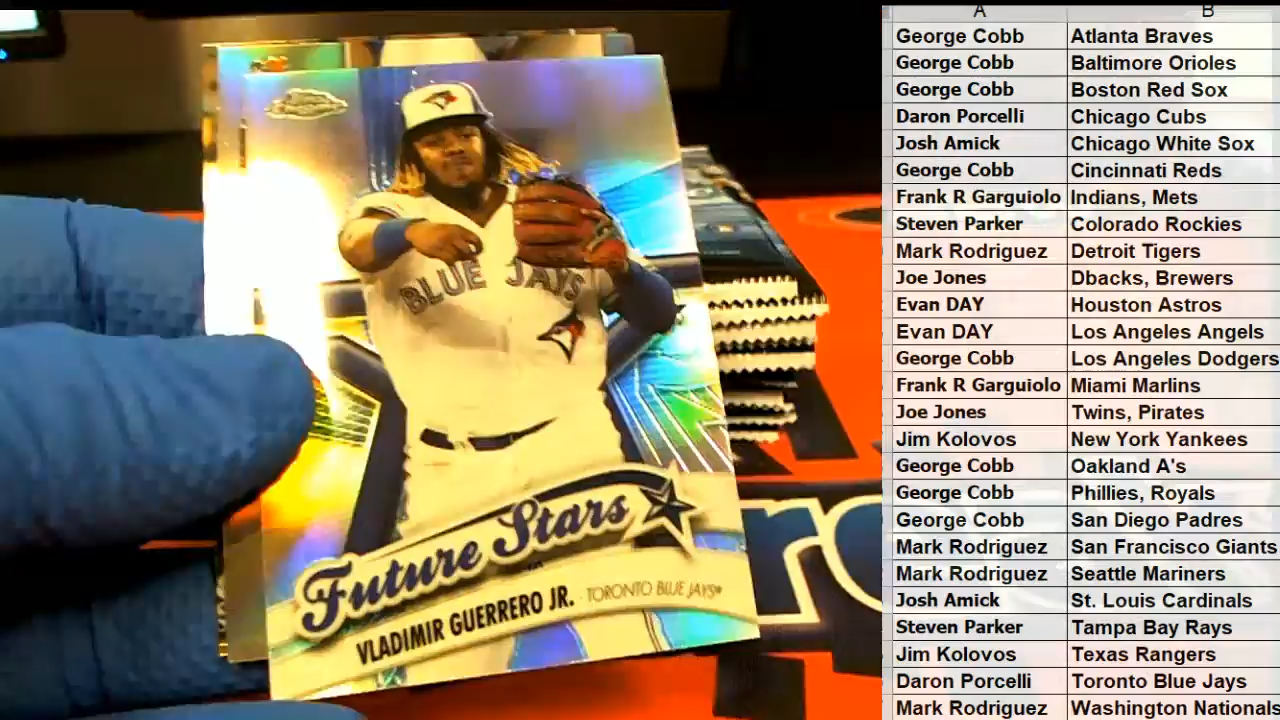 BLUE JAYS
Future Stars
VLADIMIR GUERRERO JR. · TORONTO BLUE JAYS®
A B
George Cobb Atlanta Braves
George Cobb Baltimore Orioles
George Cobb Boston Red Sox
Daron Porcelli Chicago Cubs
Josh Amick Chicago White Sox
George Cobb Cincinnati Reds
Frank R Garguiolo Indians, Mets
Steven Parker Colorado Rockies
Mark Rodriguez Detroit Tigers
Joe Jones Dbacks, Brewers
Evan DAY Houston Astros
Evan DAY Los Angeles Angels
George Cobb Los Angeles Dodgers
Frank R Garguiolo Miami Marlins
Joe Jones Twins, Pirates
Jim Kolovos New York Yankees
George Cobb Oakland A's
George Cobb Phillies, Royals
George Cobb San Diego Padres
Mark Rodriguez San Francisco Giants
Mark Rodriguez Seattle Mariners
Josh Amick St. Louis Cardinals
Steven Parker Tampa Bay Rays
Jim Kolovos Texas Rangers
Daron Porcelli Toronto Blue Jays
Mark Rodriguez Washington Nationals